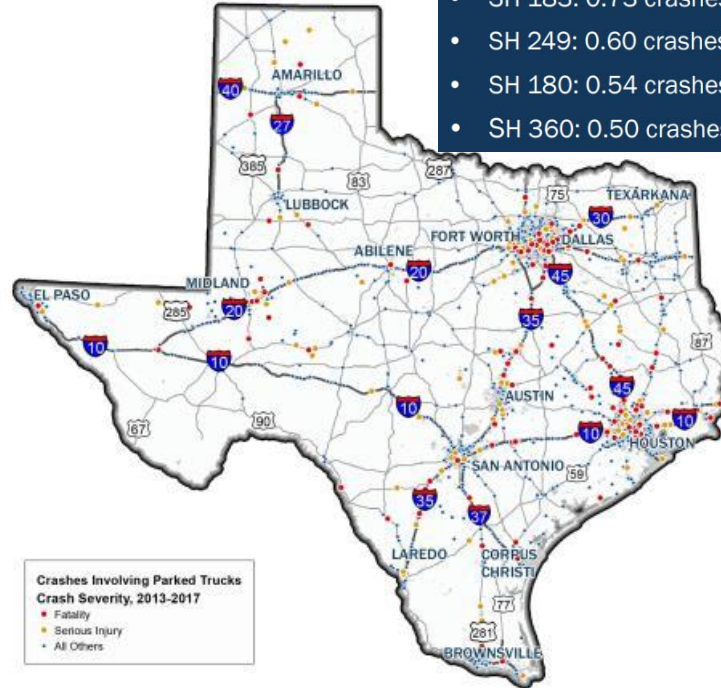 SH 249: 0.60 crashes
SH 180: 0.54 crashes
SH 360: 0.50 crashe
AMARILLO
40
27
385
83
287
75
TEXARKANA
30
LUBBOCK
FORT WORTH
DALLAS
ABILENE
20
45
MIDLAND
EL PASO
285
20
35
87
10
10
45
10
AUSTIN
10
10
HOUSTON
67
90
SAN ANTONIO
59
35
37
LAREDO
CORPUS
CHRISTI
77
281
BROWNSVILLE
Crashes Involving Parked Trucks
Crash Severity, 2013-2017
Fatality
Serious Injury
All Others